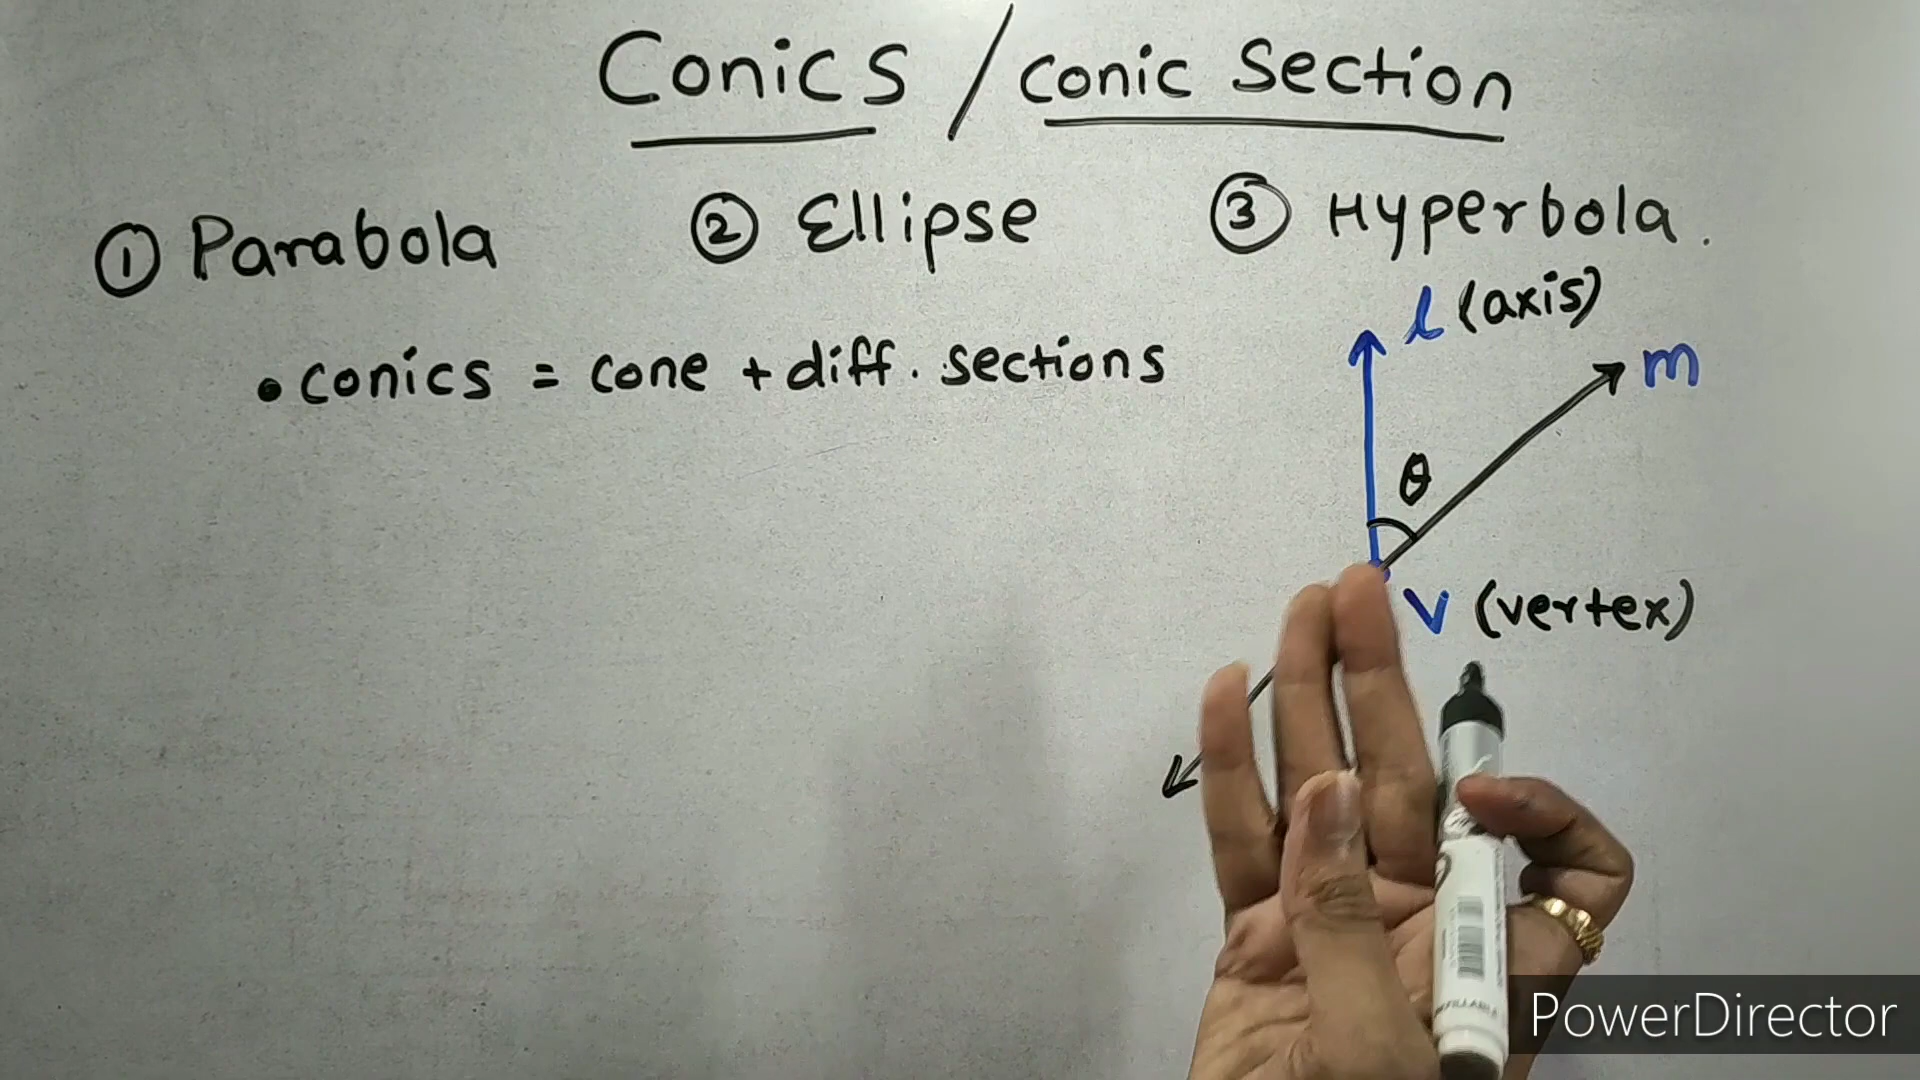 Conics / conic section
① Parabola ② Ellipse ③ Hyperbola.
l (axis)
• conics = cone + diff. sections
m
θ
V (vertex)
PowerDirector